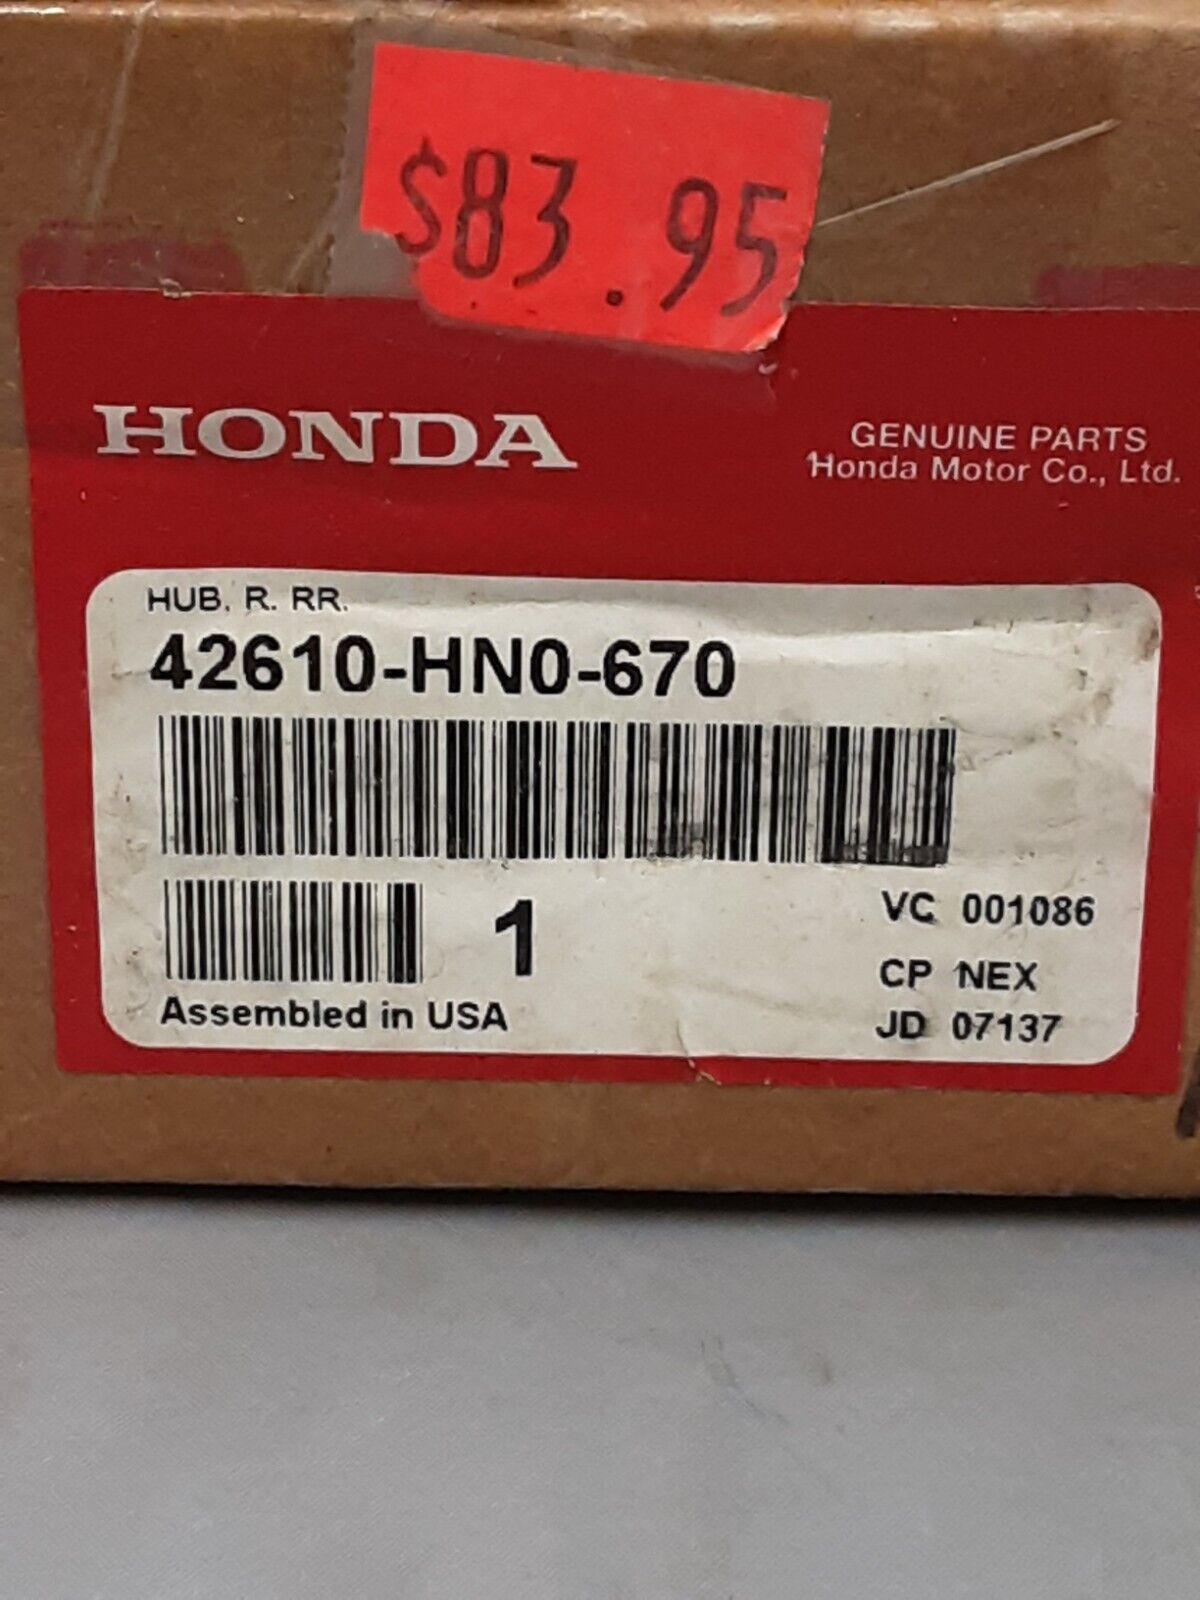 $83.95
HONDA
GENUINE PARTS
Honda Motor Co., Ltd.
HUB, R. RR.
42610-HN0-670
1
VC 001086
CP NEX
Assembled in USA
JD 07137